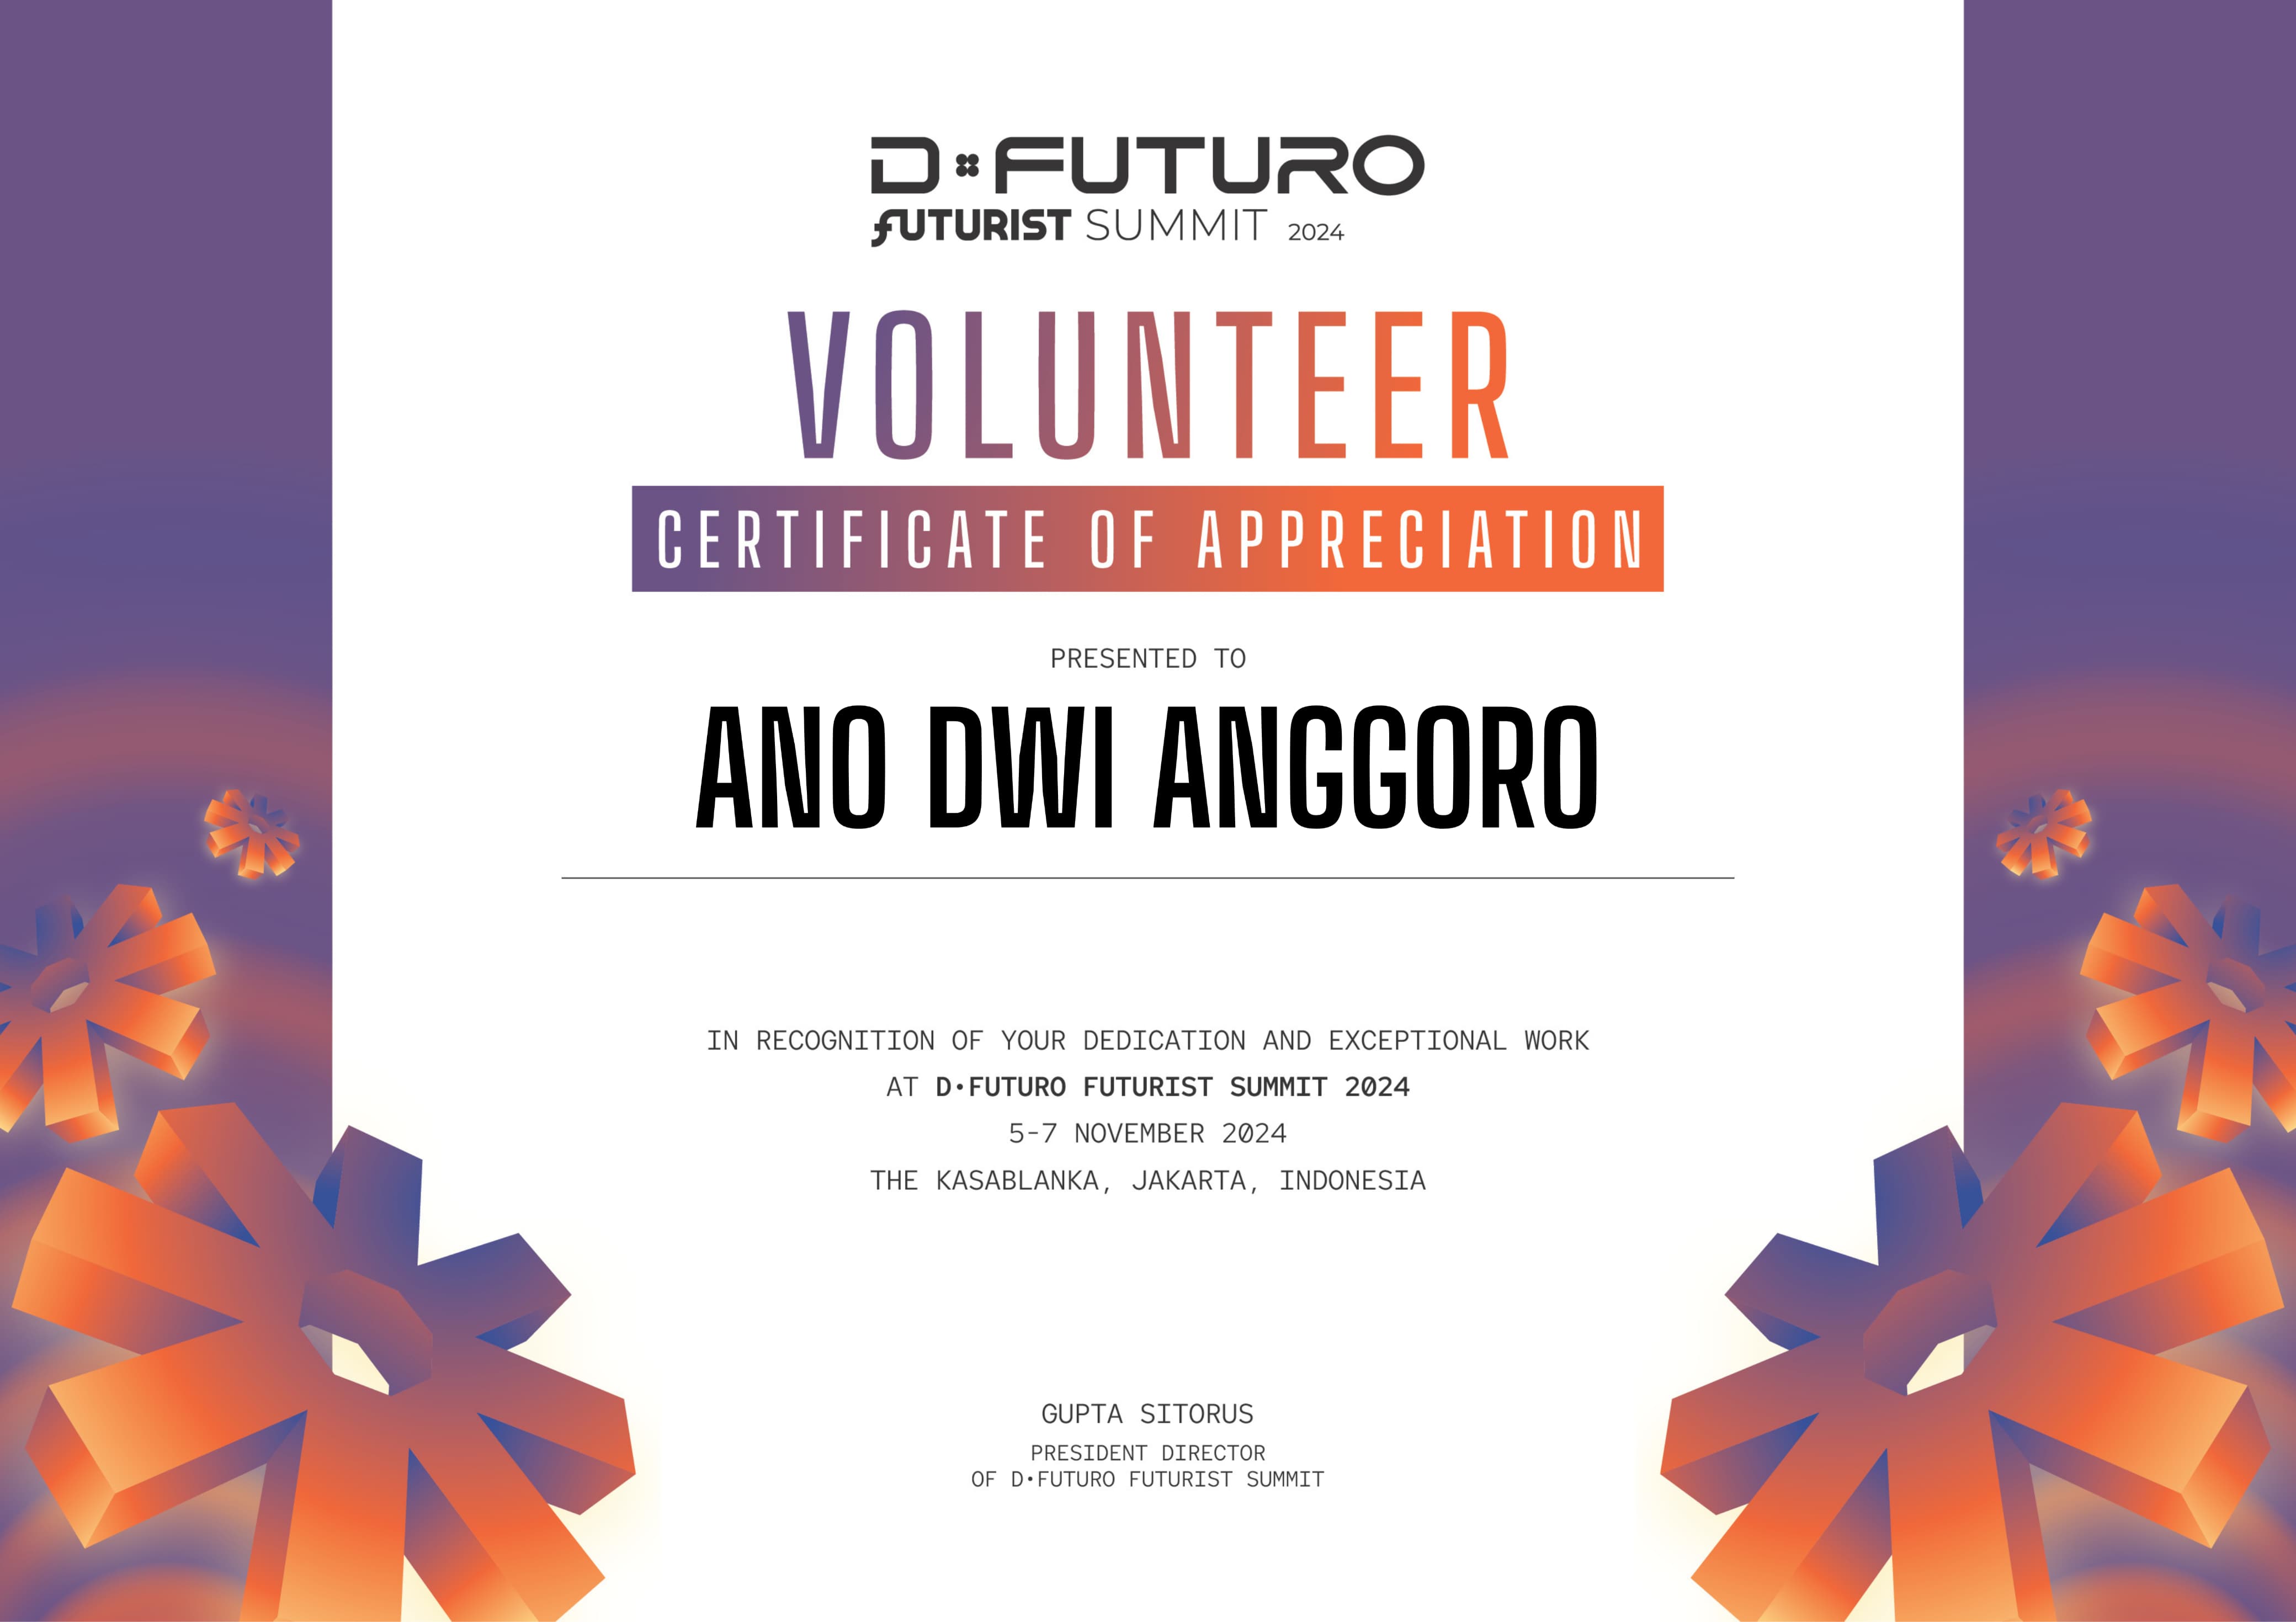 D FUTURO
FUTURIST SUMMIT 2024
VOLUNTEER
CERTIFICATE OF APPRECIATION
PRESENTED TO
ANO DWI ANGGORO
IN RECOGNITION OF YOUR DEDICATION AND EXCEPTIONAL WORK
AT D•FUTURO FUTURIST SUMMIT 2024
5-7 NOVEMBER 2024
THE KASABLANKA, JAKARTA, INDONESIA
GUPTA SITORUS
PRESIDENT DIRECTOR
OF D•FUTURO FUTURIST SUMMIT